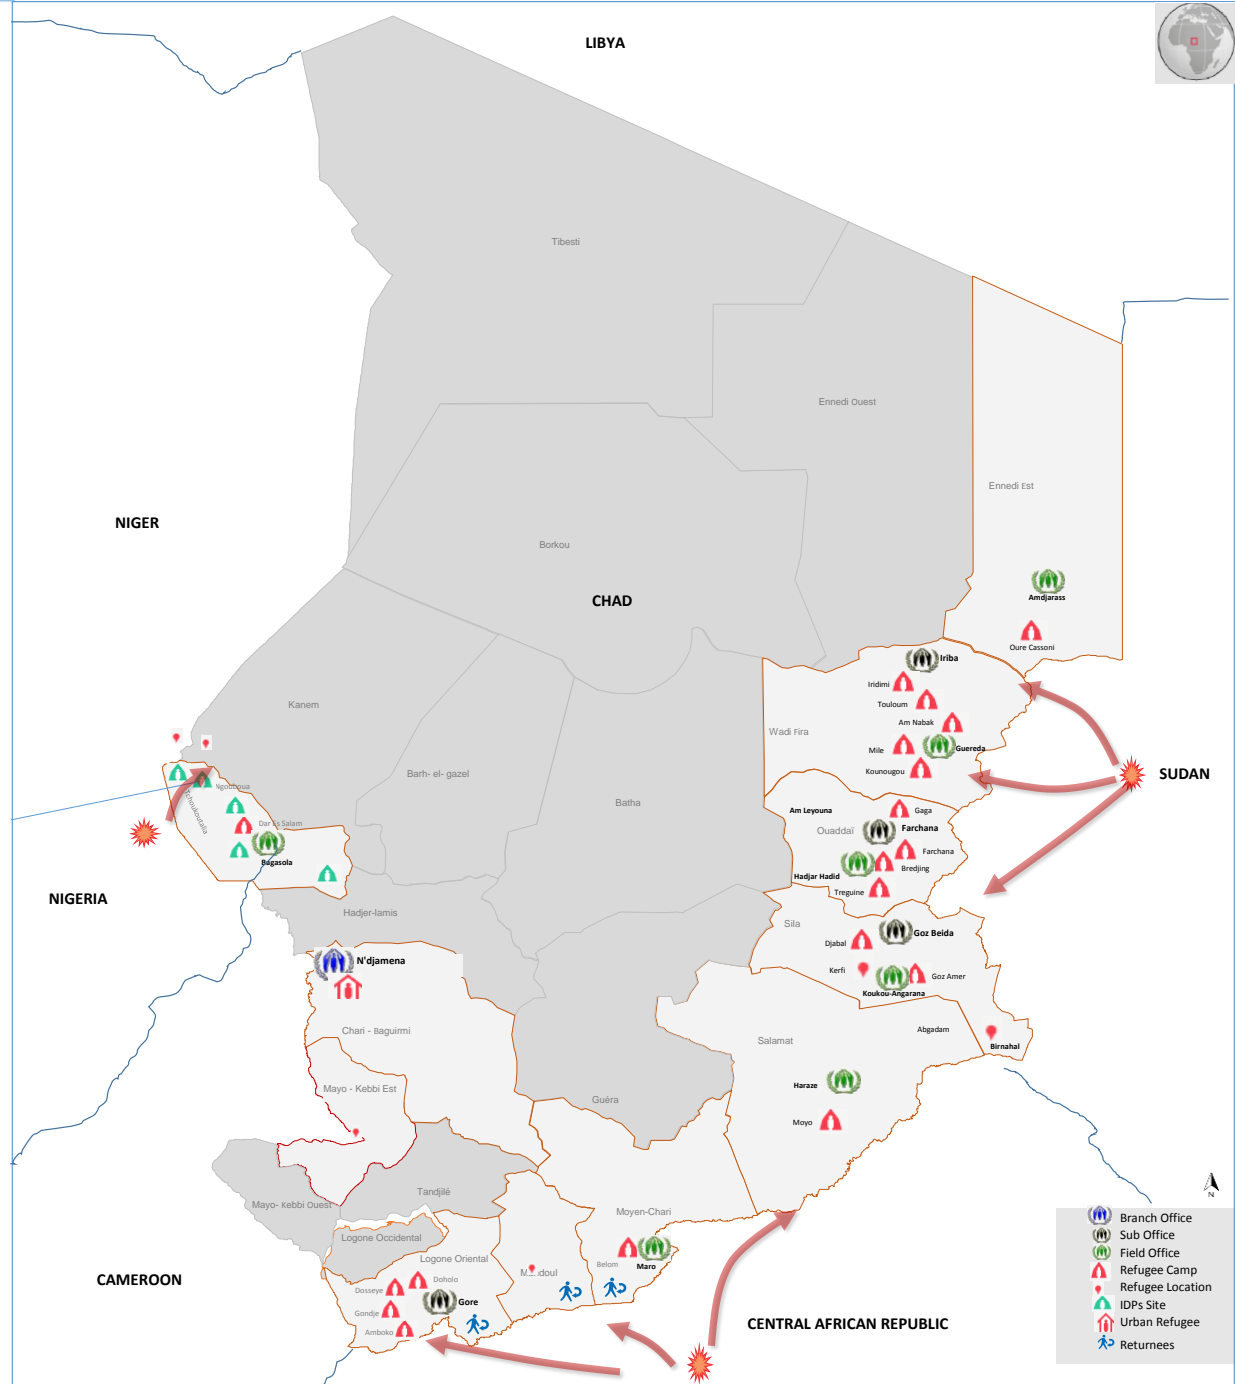 LIBYA
Tibesti
Ennedi Ouest
Ennedi Est
NIGER
Borkou
CHAD
Amdjarass
Oure Cassoni
Iriba
Iridimi
Touloum
Kanem
Am Nabak
Wadi Fira
Mile
Guereda
Kounougou
Barh- el- gazel
SUDAN
Ngouboua
Batha
Tchoukoutalia
Am Leyouna
Gaga
Dar Es Salam
Ouaddaï
Farchana
Farchana
Bagasola
Bredjing
Hadjar Hadid
Treguine
NIGERIA
Hadjer-lamis
Sila
Goz Beida
Djabal
N'djamena
Kerfi
Goz Amer
Koukou-Angarana
Chari - Baguirmi
Abgadam
Salamat
Birnahal
Mayo - Kebbi Est
Haraze
Guéra
Moyo
Tandjilé
Mayo- Kebbi Ouest
Moyen-Chari
N
Logone Occidental
Logone Oriental
Belom
Maro
Doholo
Dosseye
CAMEROON
Gore
Gondje
Amboko
CENTRAL AFRICAN REPUBLIC
Branch Office
Sub Office
Field Office
Refugee Camp
Refugee Location
IDPs Site
Urban Refugee
Returnees